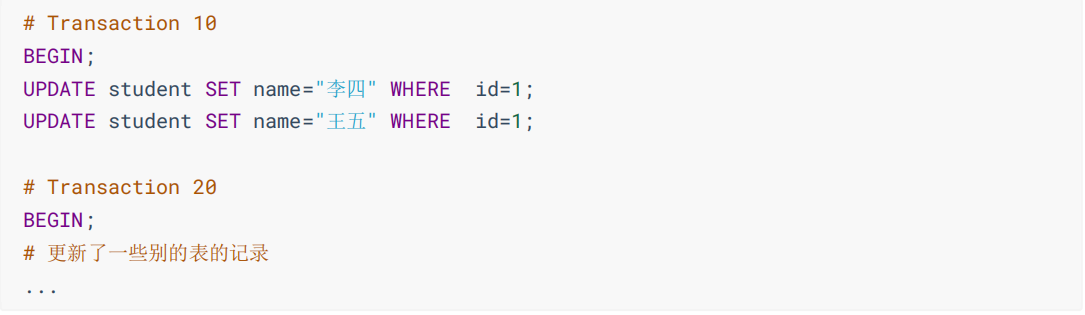 # Transaction 10
BEGIN;
UPDATE student SET name="李四" WHERE  id=1;
UPDATE student SET name="王五" WHERE  id=1;
# Transaction 20
BEGIN;
# 更新了一些别的表的记录
...